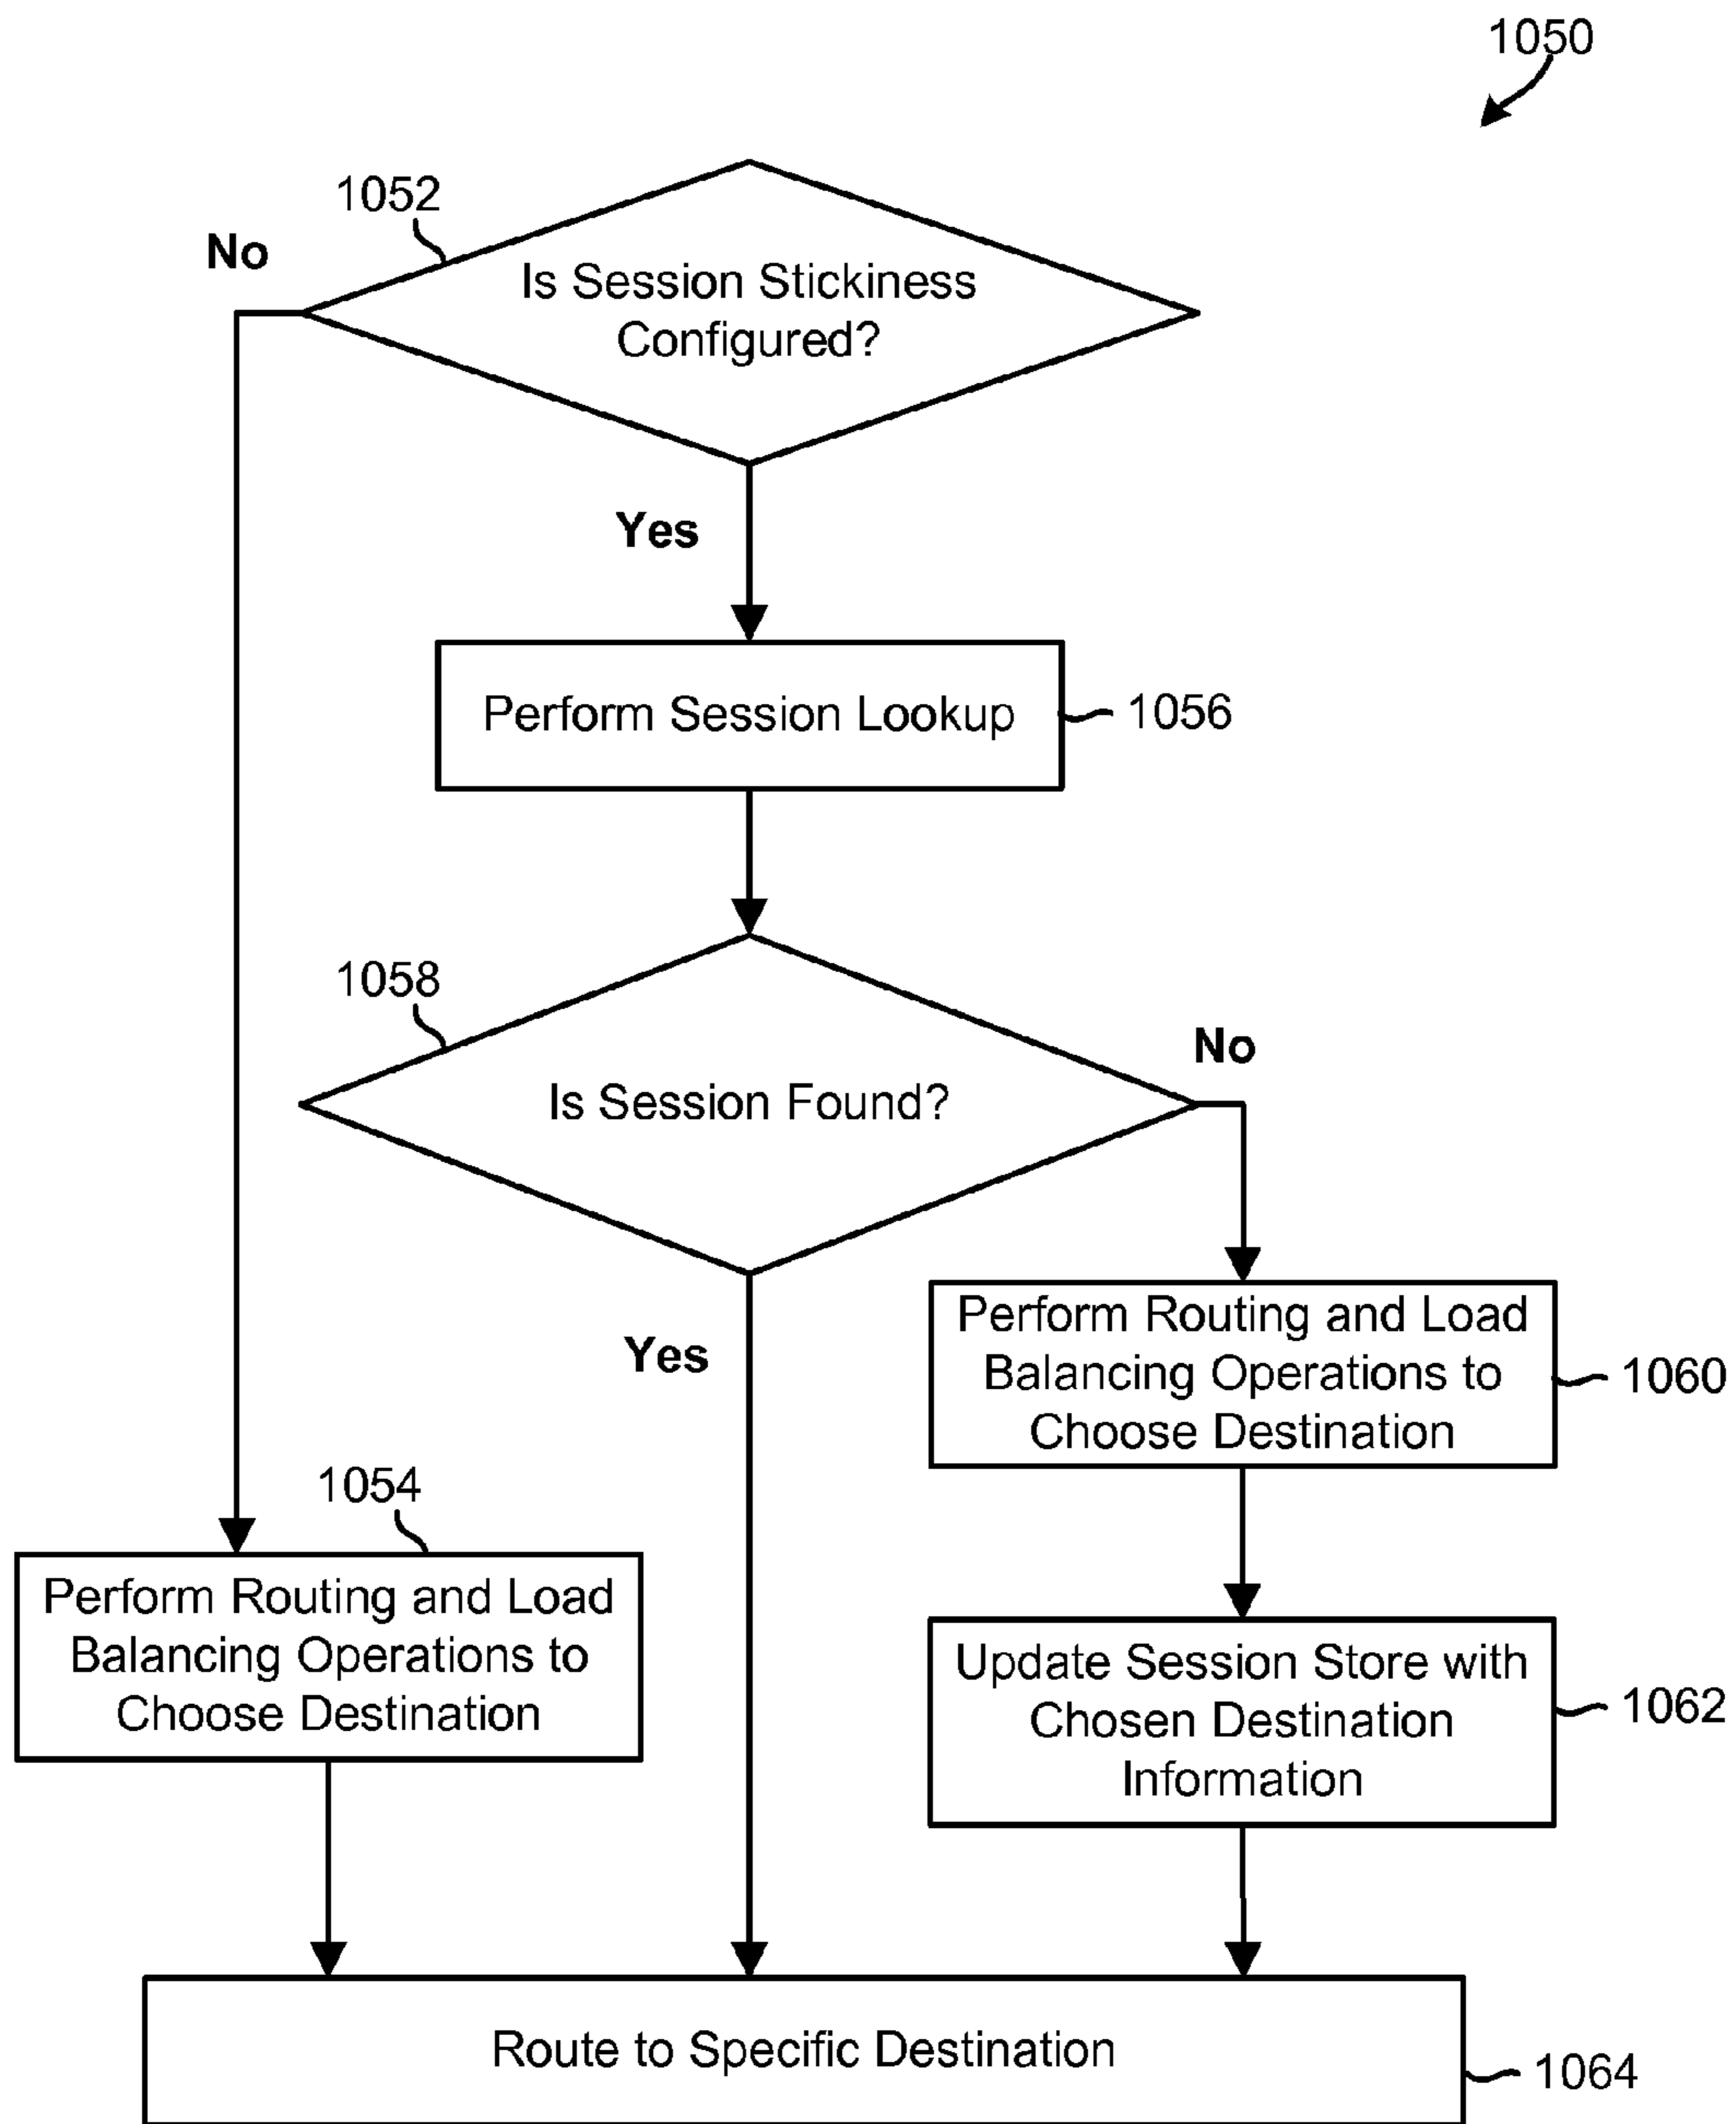 1050
1052
No
Is Session Stickiness
Configured?
Yes
Perform Session Lookup
1056
1058
No
Is Session Found?
Yes
Perform Routing and Load
Balancing Operations to
Choose Destination
1060
1054
Perform Routing and Load
Balancing Operations to
Choose Destination
Update Session Store with
Chosen Destination
Information
1062
Route to Specific Destination
1064